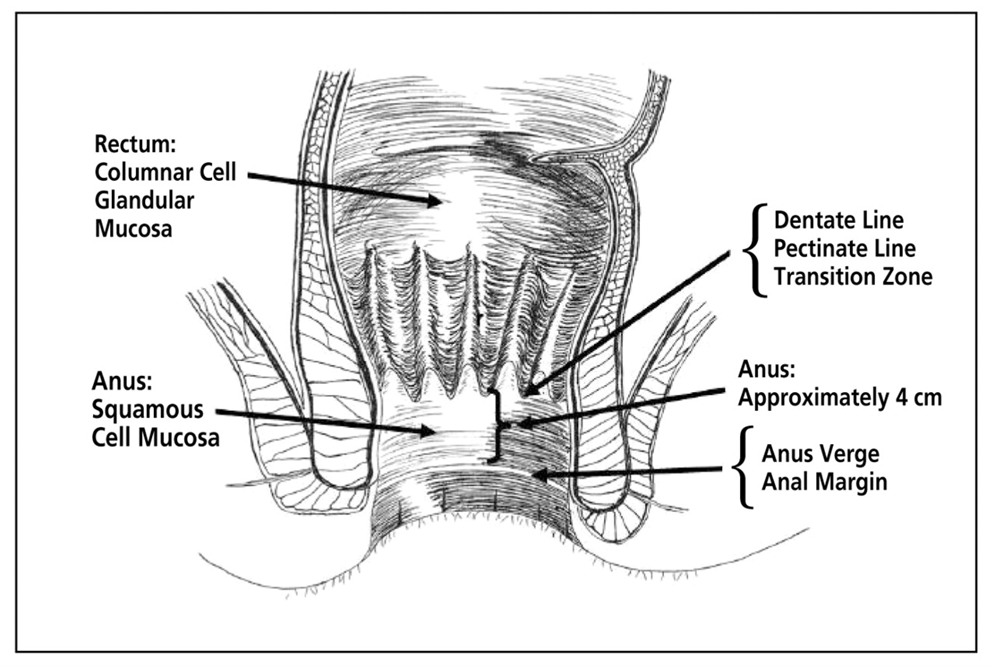 Rectum:
Columnar Cell
Glandular
Mucosa
Dentate Line
Pectinate Line
Transition Zone
Anus:
Squamous
Cell Mucosa
Anus:
Approximately 4 cm
Anus Verge
Anal Margin